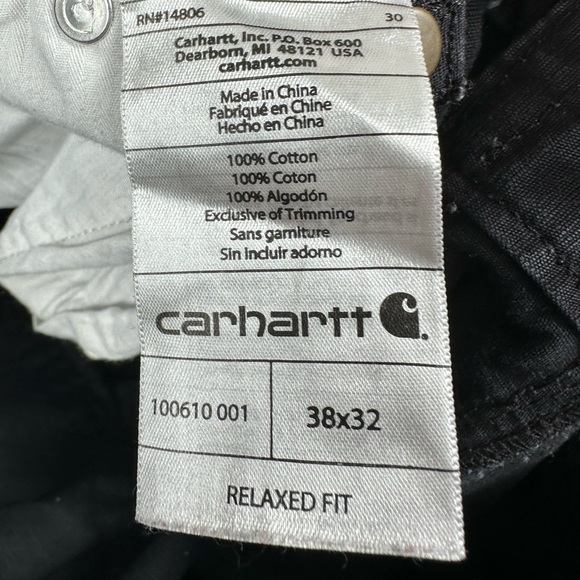 RN#14806 30
Carhartt, Inc. P.O. Box 600
Dearborn, MI 48121 USA
carhartt.com
Made in China
Fabriqué en Chine
Hecho en China
100% Cotton
100% Coton
100% Algodón
Exclusive of Trimming
Sans garniture
Sin incluir adorno
carhartt
100610 001 38x32
RELAXED FIT